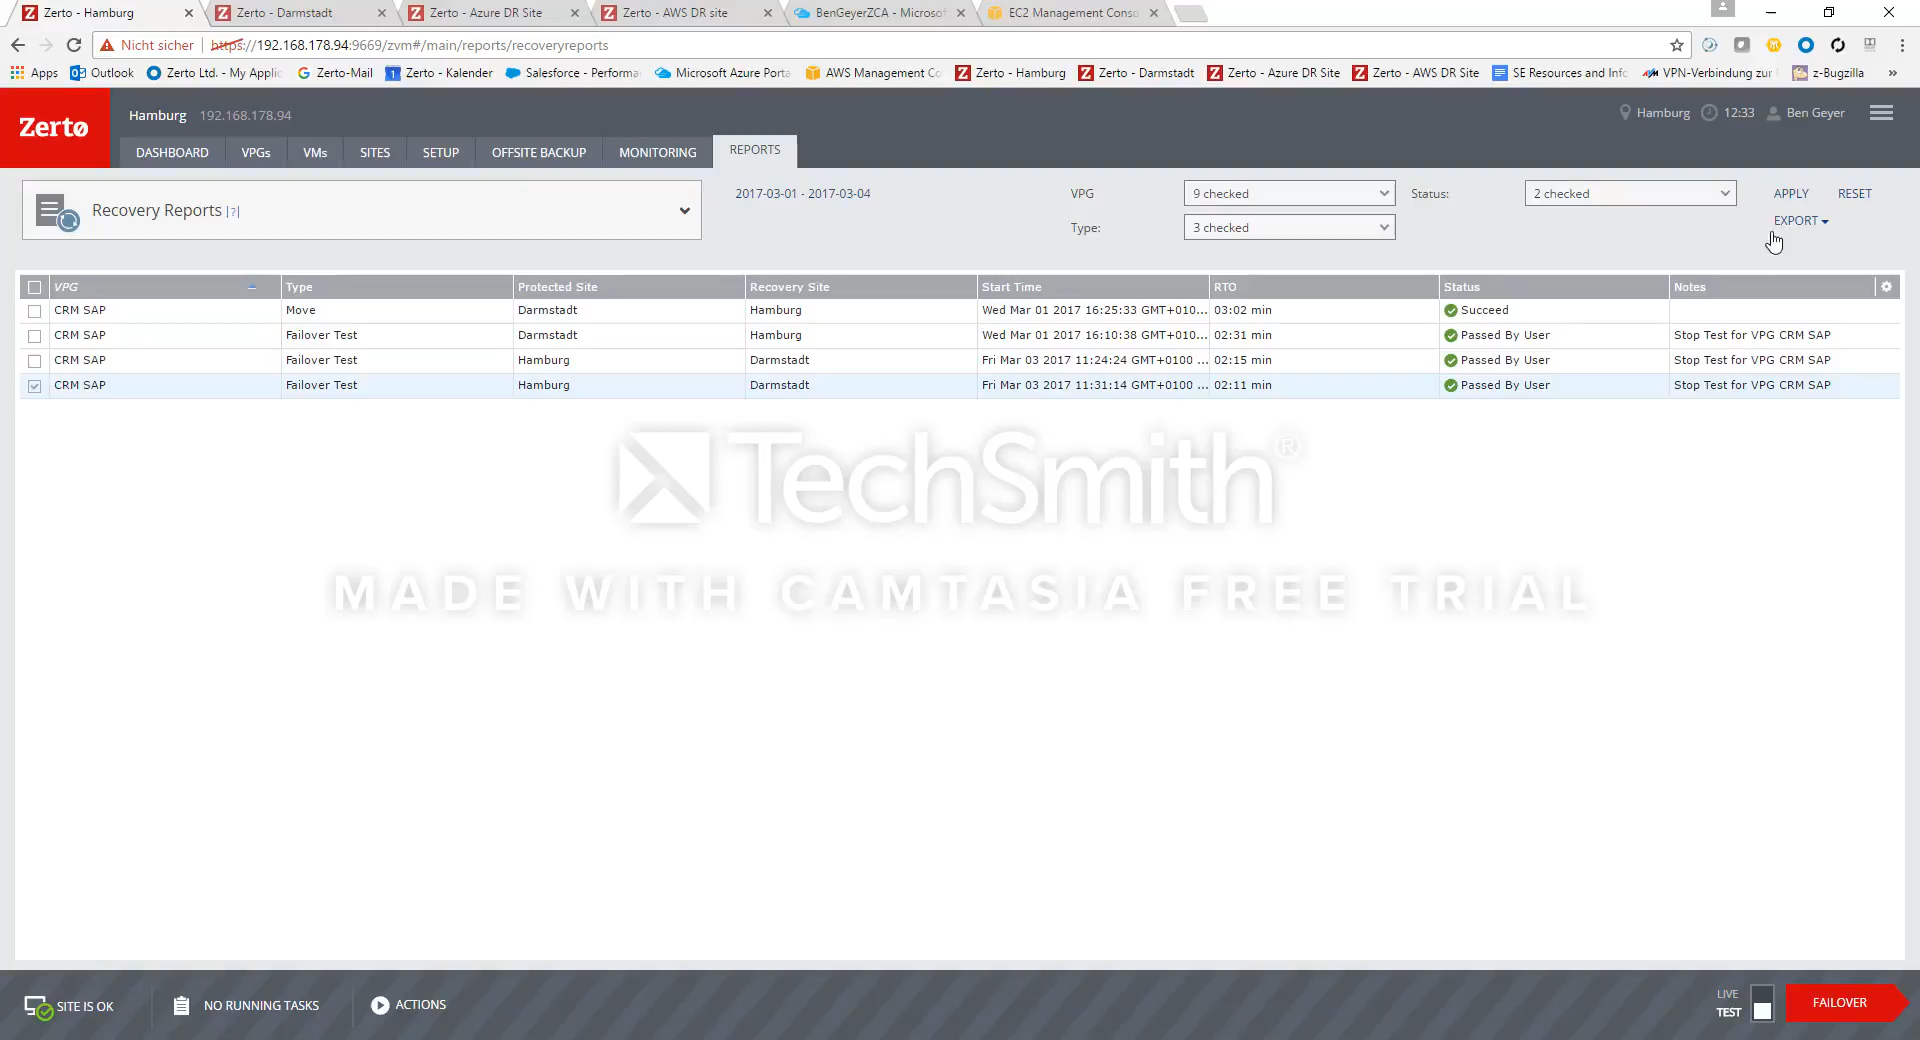 Zerto - Hamburg
Zerto - Darmstadt
Zerto - Azure DR Site
Zerto - AWS DR site
BenGeyerZCA - Microsof
EC2 Management Conso
Nicht sicher https://192.168.178.94:9669/zvm#/main/reports/recoveryreports
Apps Outlook Zerto Ltd. - My Applic Zerto-Mail Zerto - Kalender Salesforce - Performa Microsoft Azure Porta AWS Management Co Zerto - Hamburg Zerto - Darmstadt Zerto - Azure DR Site Zerto - AWS DR Site SE Resources and Info VPN-Verbindung zur z-Bugzilla »
Zerto
Hamburg 192.168.178.94
Hamburg 12:33 Ben Geyer
DASHBOARD VPGs VMs SITES SETUP OFFSITE BACKUP MONITORING REPORTS
Recovery Reports [?]
2017-03-01 - 2017-03-04
VPG 9 checked Status: 2 checked APPLY RESET
Type: 3 checked EXPORT
VPG Type Protected Site Recovery Site Start Time RTO Status Notes
CRM SAP Move Darmstadt Hamburg Wed Mar 01 2017 16:25:33 GMT+010... 03:02 min Succeed
CRM SAP Failover Test Darmstadt Hamburg Wed Mar 01 2017 16:10:38 GMT+010... 02:31 min Passed By User Stop Test for VPG CRM SAP
CRM SAP Failover Test Hamburg Darmstadt Fri Mar 03 2017 11:24:24 GMT+0100 ... 02:15 min Passed By User Stop Test for VPG CRM SAP
CRM SAP Failover Test Hamburg Darmstadt Fri Mar 03 2017 11:31:14 GMT+0100 ... 02:11 min Passed By User Stop Test for VPG CRM SAP
TechSmith®
MADE WITH CAMTASIA FREE TRIAL
SITE IS OK NO RUNNING TASKS ACTIONS
LIVE
TEST
FAILOVER